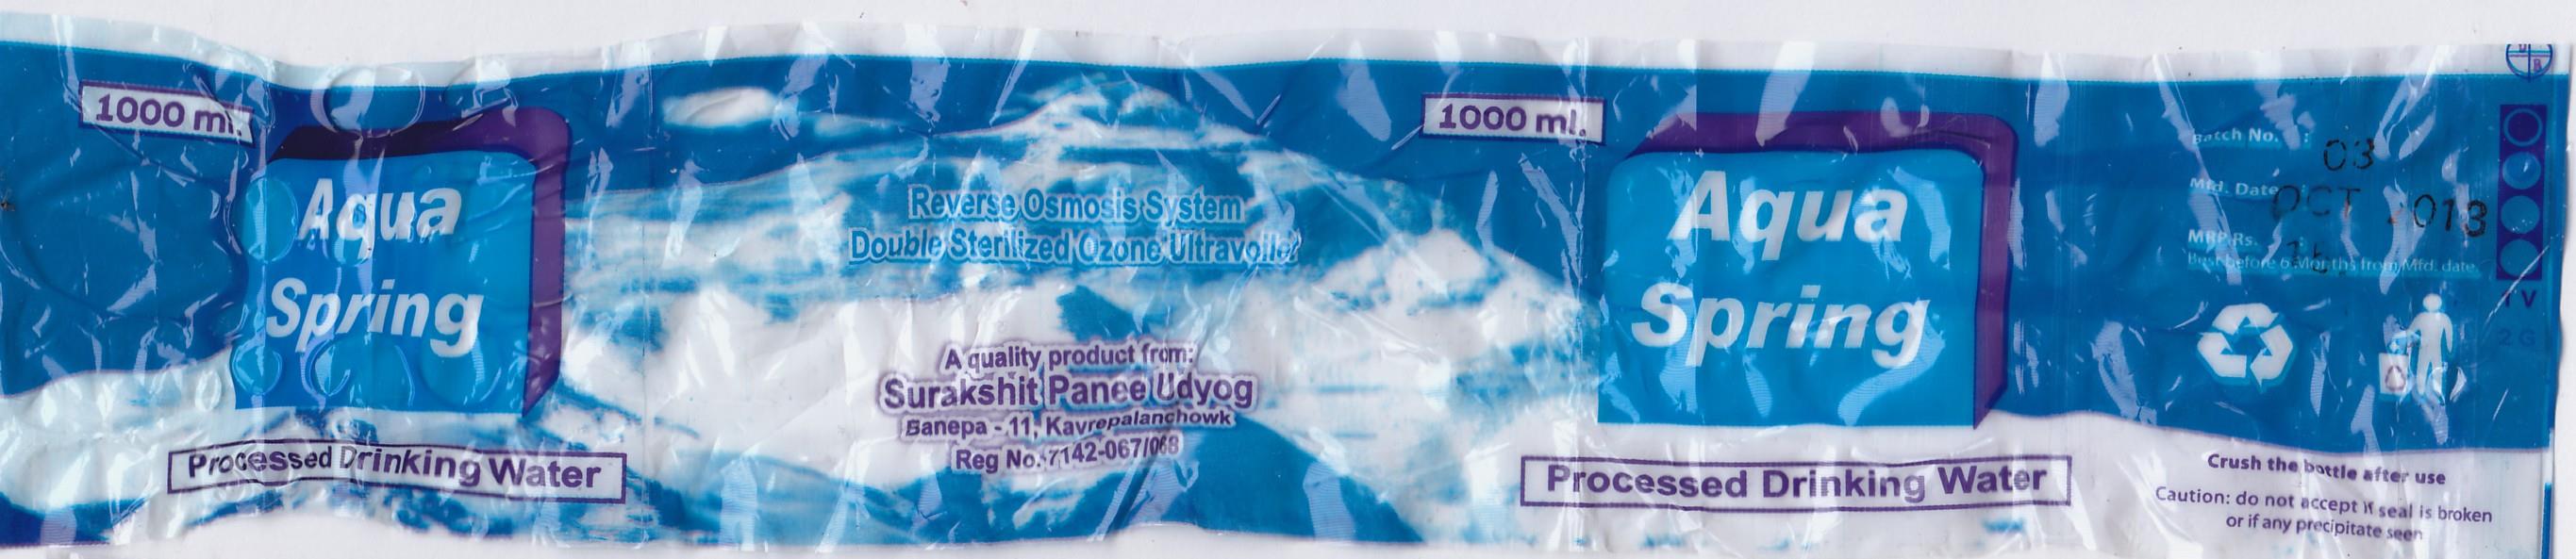 1000 ml.
Aqua
Spring
Processed Drinking Water
Reverse Osmosis System
Double Sterilized Ozone Ultravoilet
A quality product from:
Surakshit Panee Udyog
Banepa - 11, Kavrepalanchowk
Reg No.-7142-067/068
1000 ml.
Aqua
Spring
Processed Drinking Water
Batch No. :
Mfd. Date : 03 OCT 2013
MRP Rs. :
Best before 6 Months from Mfd. date
Crush the bottle after use
Caution: do not accept if seal is broken
or if any precipitate seen